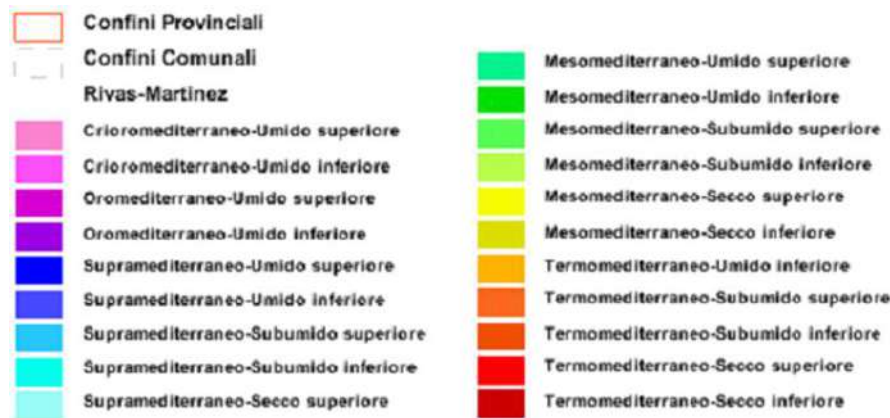 Confini Provinciali
Confini Comunali
Rivas-Martinez
Crioromediterraneo-Umido superiore
Crioromediterraneo-Umido inferiore
Oromediterraneo-Umido superiore
Oromediterraneo-Umido inferiore
Supramediterraneo-Umido superiore
Supramediterraneo-Umido inferiore
Supramediterraneo-Subumido superiore
Supramediterraneo-Subumido inferiore
Supramediterraneo-Secco superiore
Mesomediterraneo-Umido superiore
Mesomediterraneo-Umido inferiore
Mesomediterraneo-Subumido superiore
Mesomediterraneo-Subumido inferiore
Mesomediterraneo-Secco superiore
Mesomediterraneo-Secco inferiore
Termomediterraneo-Umido inferiore
Termomediterraneo-Subumido superiore
Termomediterraneo-Subumido inferiore
Termomediterraneo-Secco superiore
Termomediterraneo-Secco inferiore